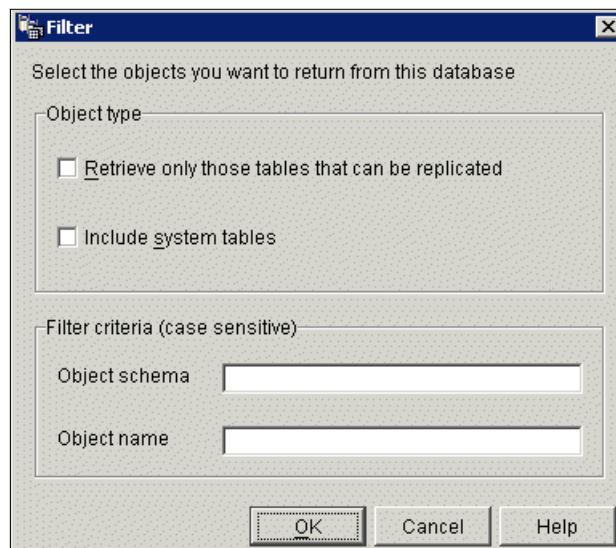 Filter
Select the objects you want to return from this database
Object type
Retrieve only those tables that can be replicated
Include system tables
Filter criteria (case sensitive)
Object schema
Object name
OK
Cancel
Help